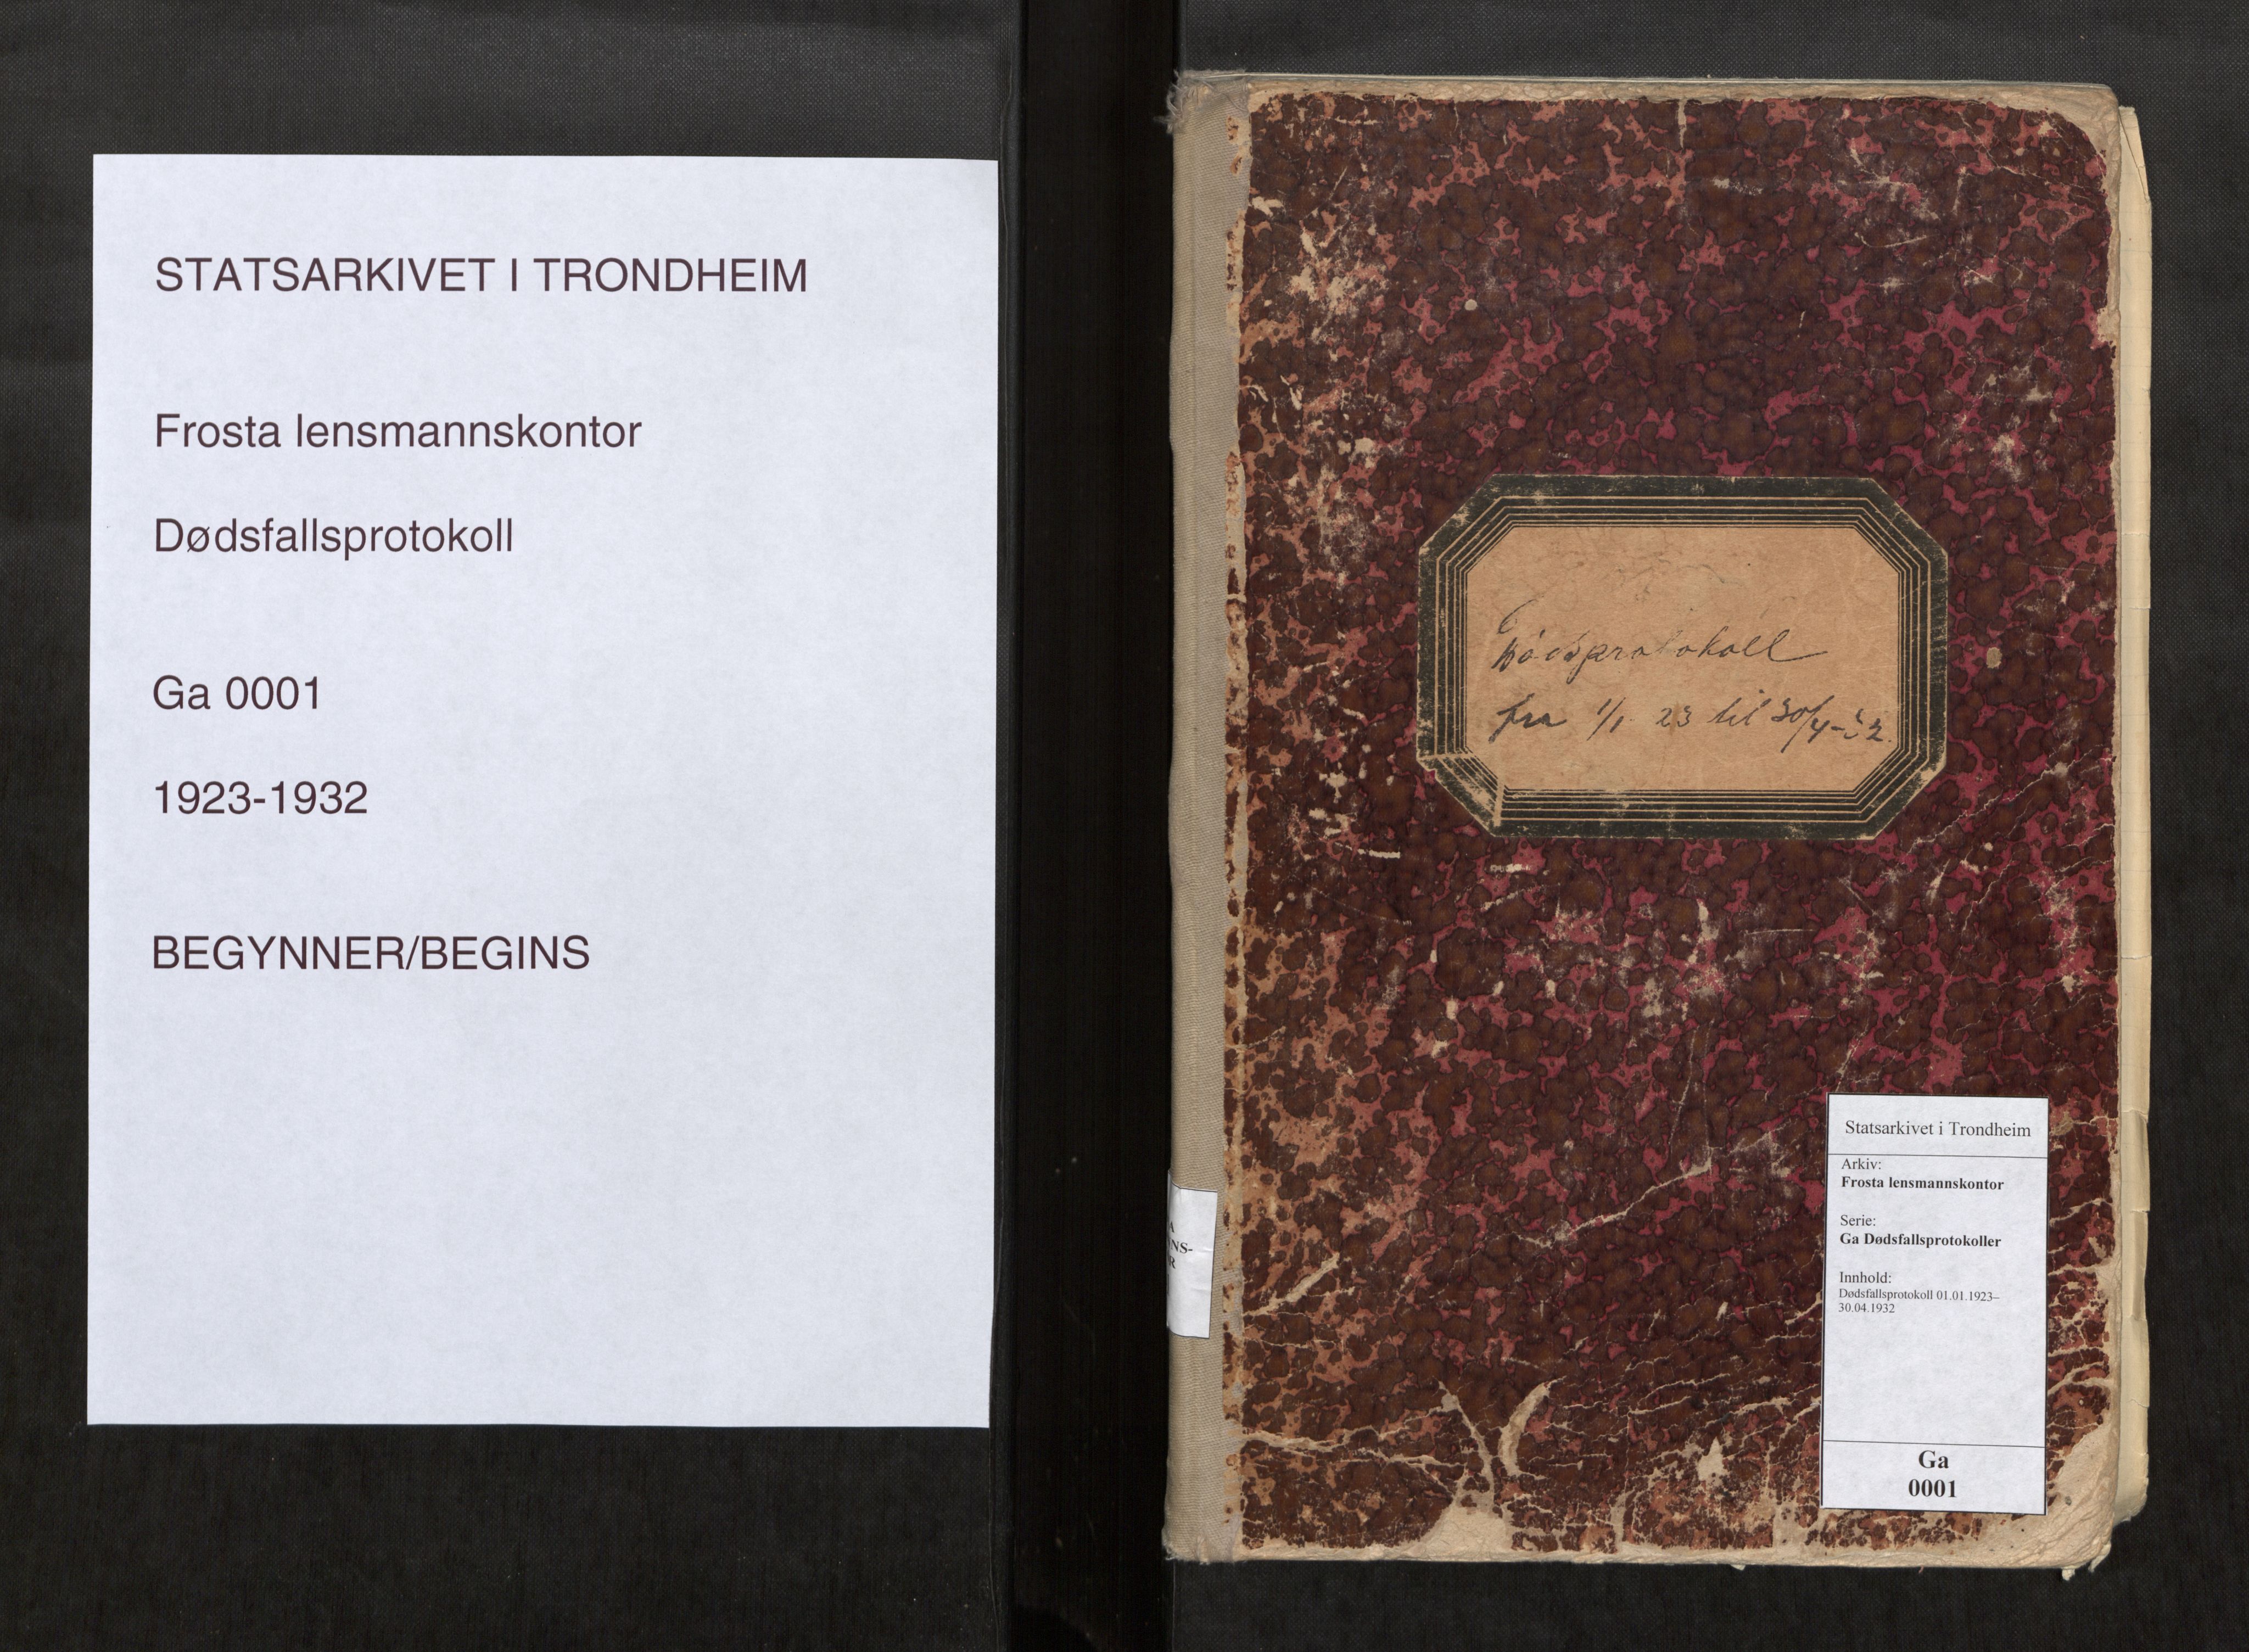 STATSARKIVET I TRONDHEIM
Frosta lensmannskontor
Dødsfallsprotokoll
Ga 0001
1923-1932
BEGYNNER/BEGINS
Dødsprotokoll
fra 1/1 23 til 30/4-32.
Statsarkivet i Trondheim
Arkiv:
Frosta lensmannskontor
Serie:
Ga Dødsfallsprotokoller
Innhold:
Dødsfallsprotokoll 01.01.1923–
30.04.1932
Ga
0001
A
NS-
R